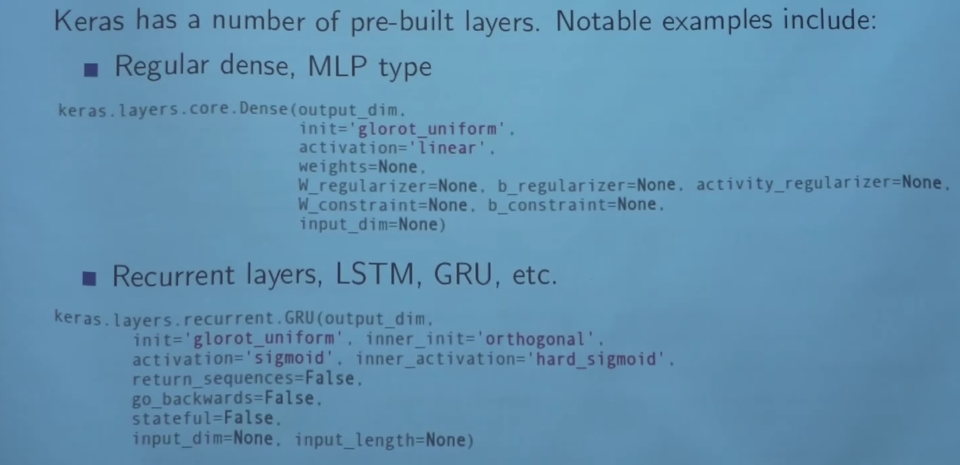 Keras has a number of pre-built layers. Notable examples include:
Regular dense, MLP type
keras.layers.core.Dense(output_dim,
init='glorot_uniform',
activation='linear',
weights=None,
W_regularizer=None, b_regularizer=None, activity_regularizer=None,
W_constraint=None, b_constraint=None,
input_dim=None)
Recurrent layers, LSTM, GRU, etc.
keras.layers.recurrent.GRU(output_dim,
init='glorot_uniform', inner_init='orthogonal',
activation='sigmoid', inner_activation='hard_sigmoid',
return_sequences=False,
go_backwards=False,
stateful=False,
input_dim=None, input_length=None)